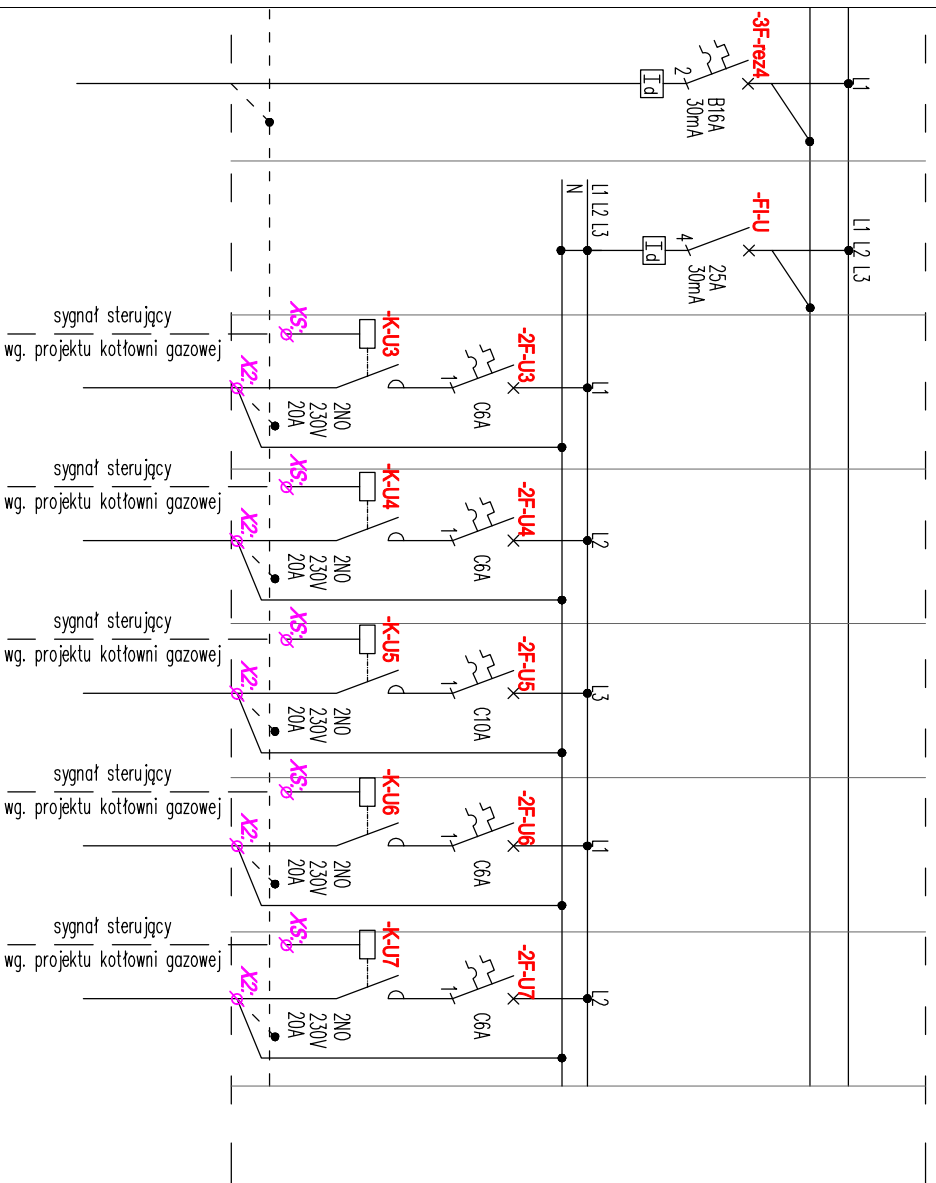 -3F-rez4
L1
2
B16A
30mA
Id
-FI-U
L1 L2 L3
4
25A
30mA
Id
L1 L2 L3
N
sygnał sterujący
wg. projektu kotłowni gazowej
XS:
-K-U3
-2F-U3
L1
X2:
2NO
230V
20A
1
C6A
sygnał sterujący
wg. projektu kotłowni gazowej
XS:
-K-U4
-2F-U4
L2
X2:
2NO
230V
20A
1
C6A
sygnał sterujący
wg. projektu kotłowni gazowej
XS:
-K-U5
-2F-U5
L3
X2:
2NO
230V
20A
1
C10A
sygnał sterujący
wg. projektu kotłowni gazowej
XS:
-K-U6
-2F-U6
L1
X2:
2NO
230V
20A
1
C6A
sygnał sterujący
wg. projektu kotłowni gazowej
XS:
-K-U7
-2F-U7
L2
X2:
2NO
230V
20A
1
C6A